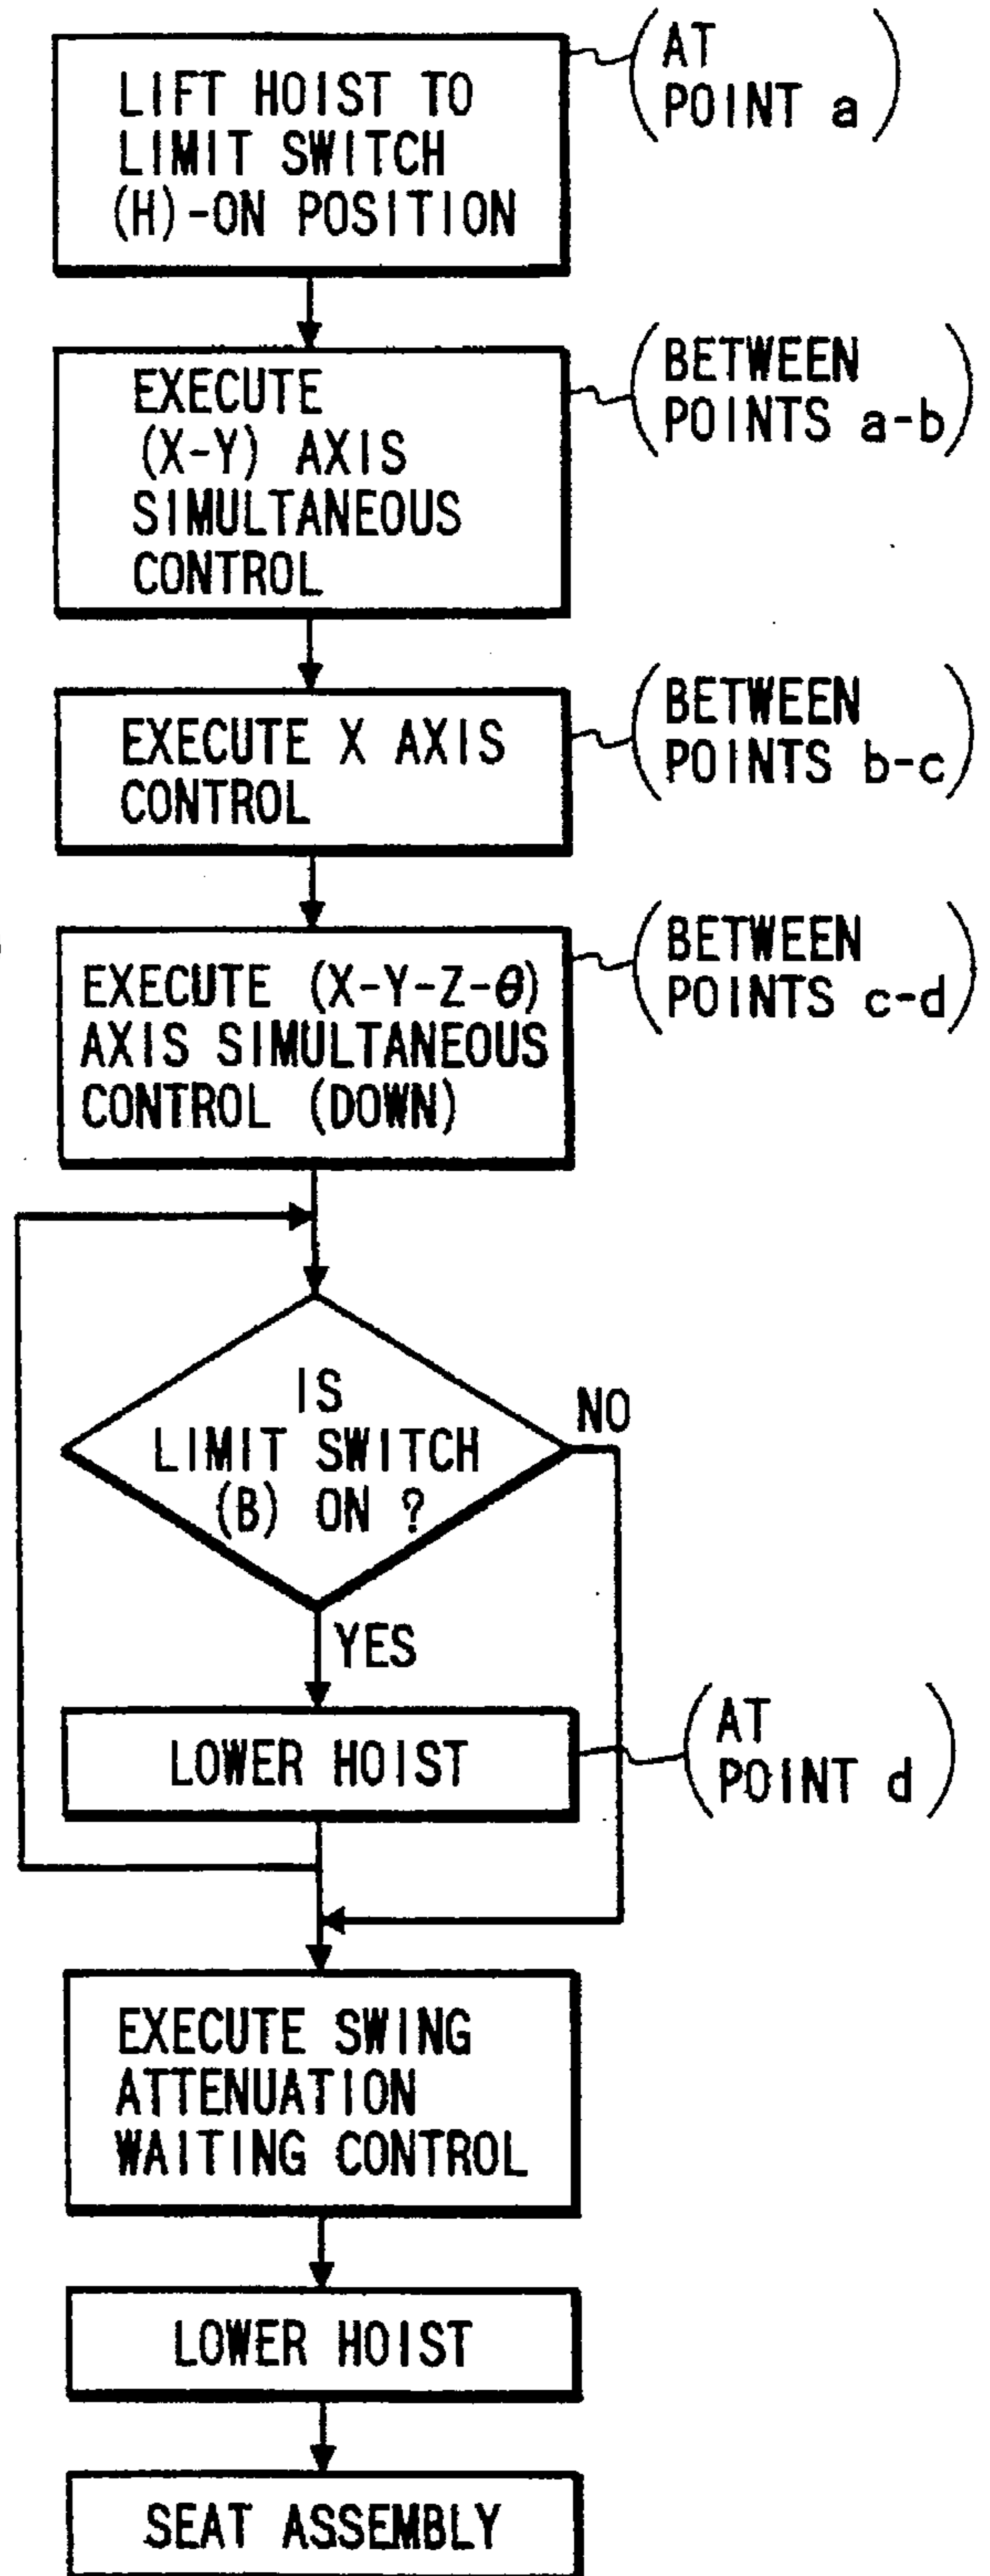 LIFT HOIST TO
LIMIT SWITCH
(H)-ON POSITION
(AT
POINT a)
EXECUTE
(X-Y) AXIS
SIMULTANEOUS
CONTROL
(BETWEEN
POINTS a-b)
EXECUTE X AXIS
CONTROL
(BETWEEN
POINTS b-c)
EXECUTE (X-Y-Z-θ)
AXIS SIMULTANEOUS
CONTROL (DOWN)
(BETWEEN
POINTS c-d)
IS
LIMIT SWITCH
(B) ON ?
NO
YES
LOWER HOIST
(AT
POINT d)
EXECUTE SWING
ATTENUATION
WAITING CONTROL
LOWER HOIST
SEAT ASSEMBLY